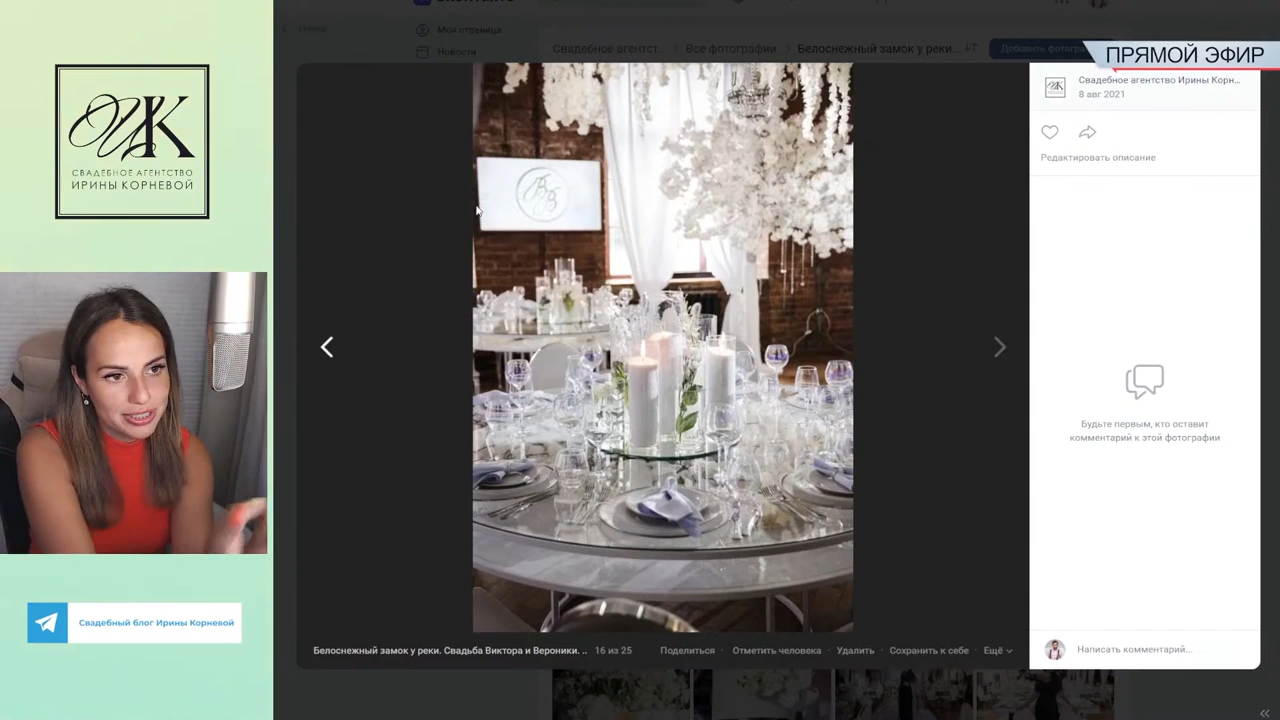 Моя страница
Новости
Свадебное агентст... › Все фотографии › Белоснежный замок у реки...
ПРЯМОЙ ЭФИР
ИК
СВАДЕБНОЕ АГЕНТСТВО
ИРИНЫ КОРНЕВОЙ
Свадебное агентство Ирины Корн...
8 авг 2021
Редактировать описание
Будьте первым, кто оставит
комментарий к этой фотографии
Свадебный блог Ирины Корневой
Белоснежный замок у реки. Свадьба Виктора и Вероники. .. 16 из 25 Поделиться · Отметить человека · Удалить · Сохранить к себе · Ещё
Написать комментарий...